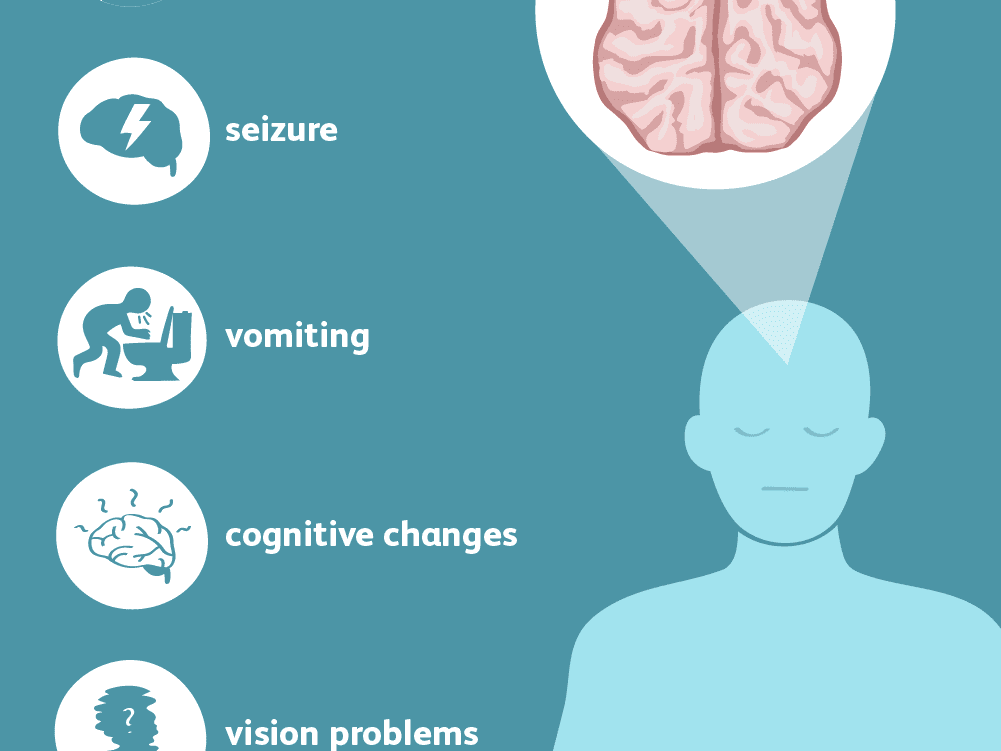 seizure
vomiting
cognitive changes
?
vision problems